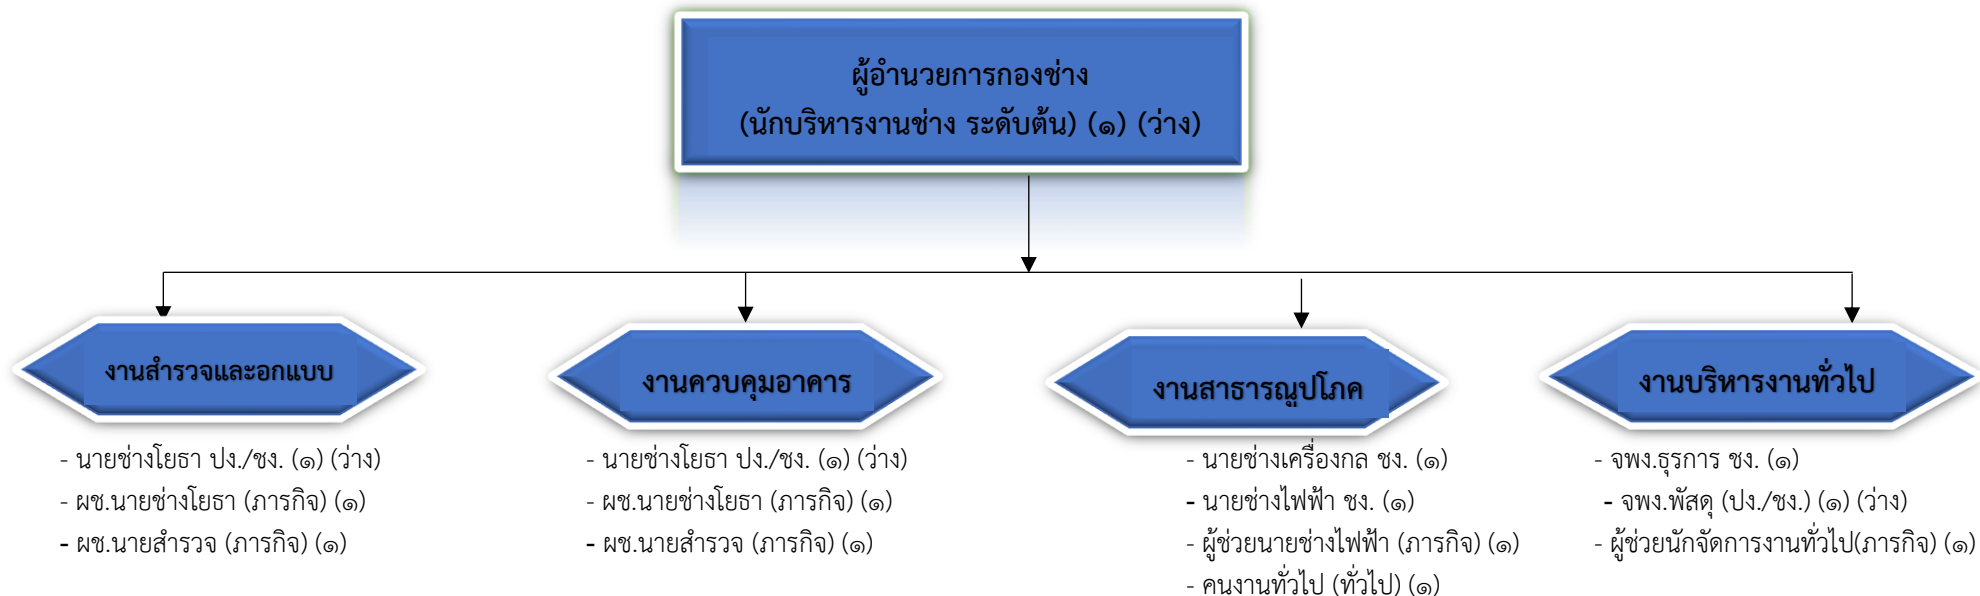 ผู้อำนวยการกองช่าง
(นักบริหารงานช่าง ระดับต้น) (๑) (ว่าง)
งานสำรวจและอกแบบ
- นายช่างโยธา ปง./ชง. (๑) (ว่าง)
- ผช.นายช่างโยธา (ภารกิจ) (๑)
- ผช.นายสำรวจ (ภารกิจ) (๑)
งานควบคุมอาคาร
- นายช่างโยธา ปง./ชง. (๑) (ว่าง)
- ผช.นายช่างโยธา (ภารกิจ) (๑)
- ผช.นายสำรวจ (ภารกิจ) (๑)
งานสาธารณูปโภค
- นายช่างเครื่องกล ชง. (๑)
- นายช่างไฟฟ้า ชง. (๑)
- ผู้ช่วยนายช่างไฟฟ้า (ภารกิจ) (๑)
- คนงานทั่วไป (ทั่วไป) (๑)
งานบริหารงานทั่วไป
- จพง.ธุรการ ชง. (๑)
- จพง.พัสดุ (ปง./ชง.) (๑) (ว่าง)
- ผู้ช่วยนักจัดการงานทั่วไป(ภารกิจ) (๑)